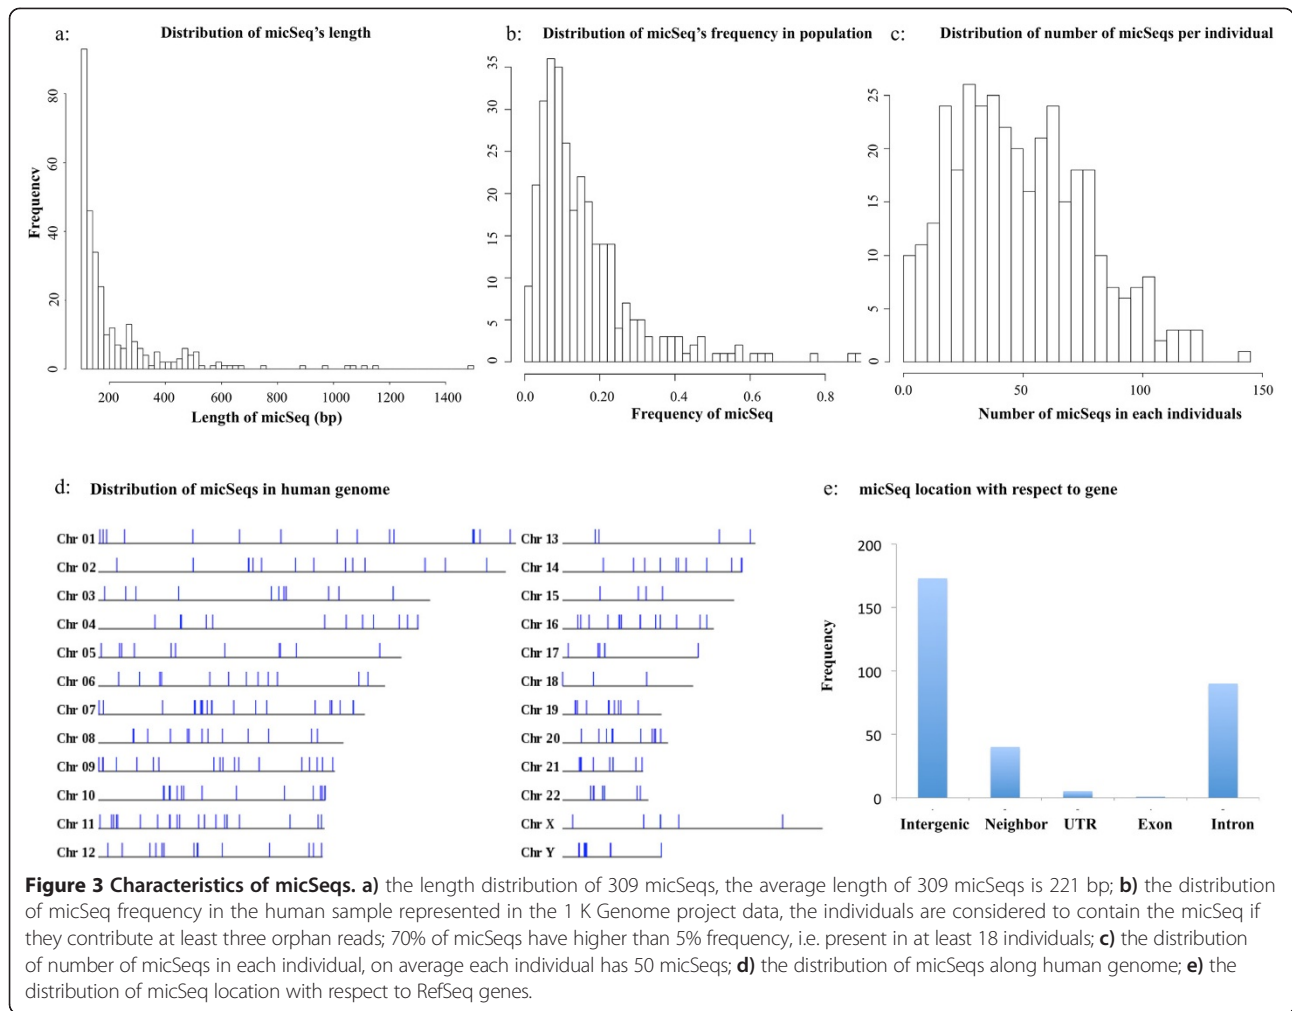 a: Distribution of micSeq's length
Frequency
0 20 40 60 80
200 400 600 800 1000 1200 1400
Length of micSeq (bp)
b: Distribution of micSeq's frequency in population
0 5 10 15 20 25 30 35
0.0 0.20 0.4 0.6 0.8
Frequency of micSeq
c: Distribution of number of micSeqs per individual
0 5 10 15 20 25
0.0 50 100 150
Number of micSeqs in each individuals
d: Distribution of micSeqs in human genome
Chr 01
Chr 02
Chr 03
Chr 04
Chr 05
Chr 06
Chr 07
Chr 08
Chr 09
Chr 10
Chr 11
Chr 12
Chr 13
Chr 14
Chr 15
Chr 16
Chr 17
Chr 18
Chr 19
Chr 20
Chr 21
Chr 22
Chr X
Chr Y
e: micSeq location with respect to gene
Frequency
200
150
100
50
0
Intergenic Neighbor UTR Exon Intron
Figure 3 Characteristics of micSeqs. a) the length distribution of 309 micSeqs, the average length of 309 micSeqs is 221 bp; b) the distribution
of micSeq frequency in the human sample represented in the 1 K Genome project data, the individuals are considered to contain the micSeq if
they contribute at least three orphan reads; 70% of micSeqs have higher than 5% frequency, i.e. present in at least 18 individuals; c) the distribution
of number of micSeqs in each individual, on average each individual has 50 micSeqs; d) the distribution of micSeqs along human genome; e) the
distribution of micSeq location with respect to RefSeq genes.